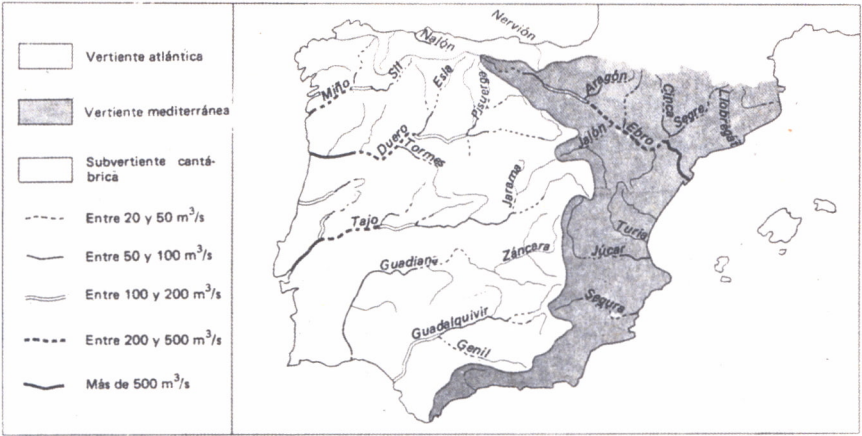 Vertiente atlántica
Vertiente mediterránea
Subvertiente cantá-
brica
Entre 20 y 50 m³/s
Entre 50 y 100 m³/s
Entre 100 y 200 m³/s
Entre 200 y 500 m³/s
Más de 500 m³/s
Nervión
Nalón
Miño
Sil
Esla
Pisuerga
Aragón
Cinca
Segre
Llobregat
Duero
Tormes
Jalón
Ebro
Jarama
Tajo
Turia
Guadiana
Záncara
Júcar
Segura
Guadalquivir
Genil